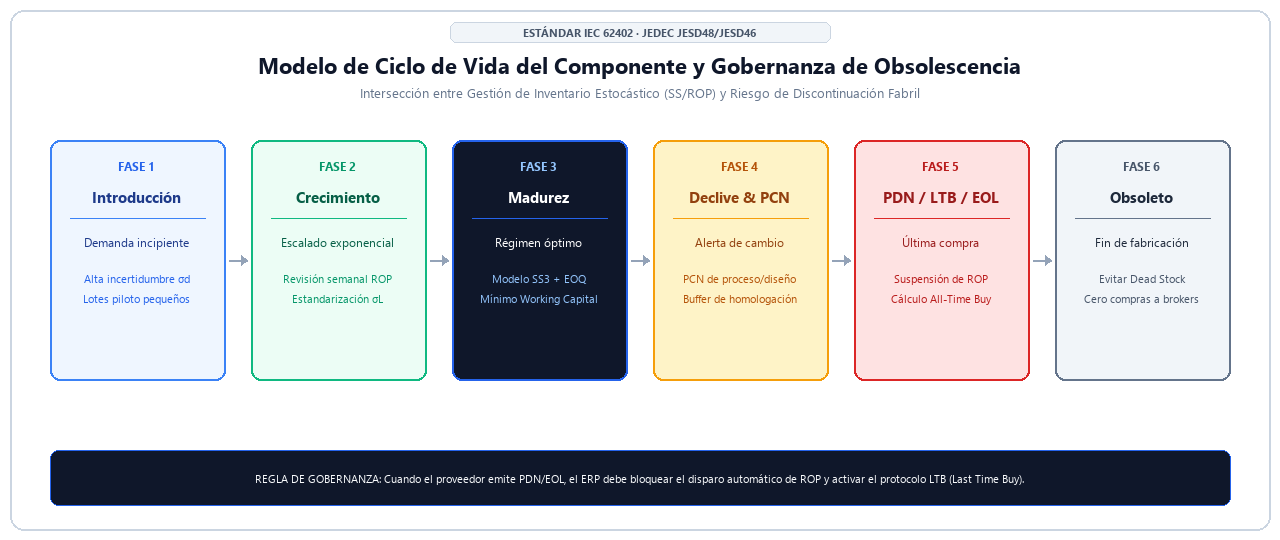 ESTÁNDAR IEC 62402 · JEDEC JESD48/JESD46
Modelo de Ciclo de Vida del Componente y Gobernanza de Obsolescencia
Intersección entre Gestión de Inventario Estocástico (SS/ROP) y Riesgo de Discontinuación Fabril
FASE 1
Introducción
Demanda incipiente
Alta incertidumbre σd
Lotes piloto pequeños
FASE 2
Crecimiento
Escalado exponencial
Revisión semanal ROP
Estandarización σL
FASE 3
Madurez
Régimen óptimo
Modelo SS3 + EOQ
Mínimo Working Capital
FASE 4
Declive & PCN
Alerta de cambio
PCN de proceso/diseño
Buffer de homologación
FASE 5
PDN / LTB / EOL
Última compra
Suspensión de ROP
Cálculo All-Time Buy
FASE 6
Obsoleto
Fin de fabricación
Evitar Dead Stock
Cero compras a brokers
REGLA DE GOBERNANZA: Cuando el proveedor emite PDN/EOL, el ERP debe bloquear el disparo automático de ROP y activar el protocolo LTB (Last Time Buy).